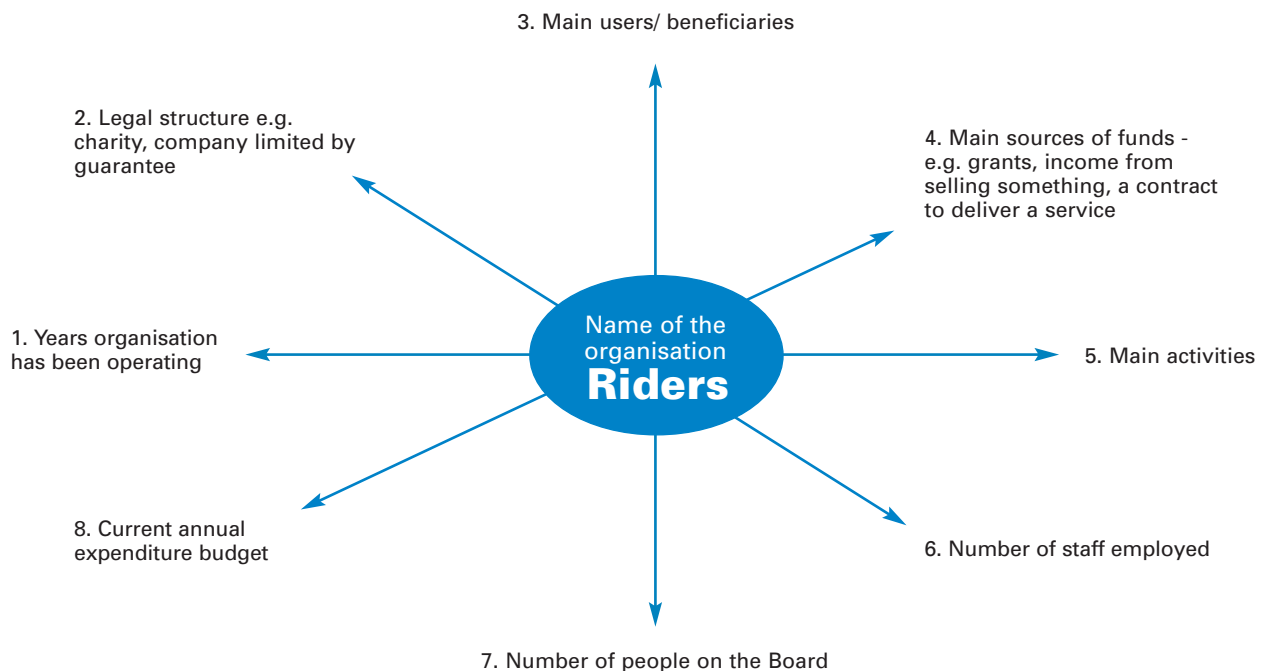 3. Main users/ beneficiaries
2. Legal structure e.g.
charity, company limited by
guarantee
4. Main sources of funds -
e.g. grants, income from
selling something, a contract
to deliver a service
1. Years organisation
has been operating
Name of the
organisation
Riders
5. Main activities
8. Current annual
expenditure budget
6. Number of staff employed
7. Number of people on the Board